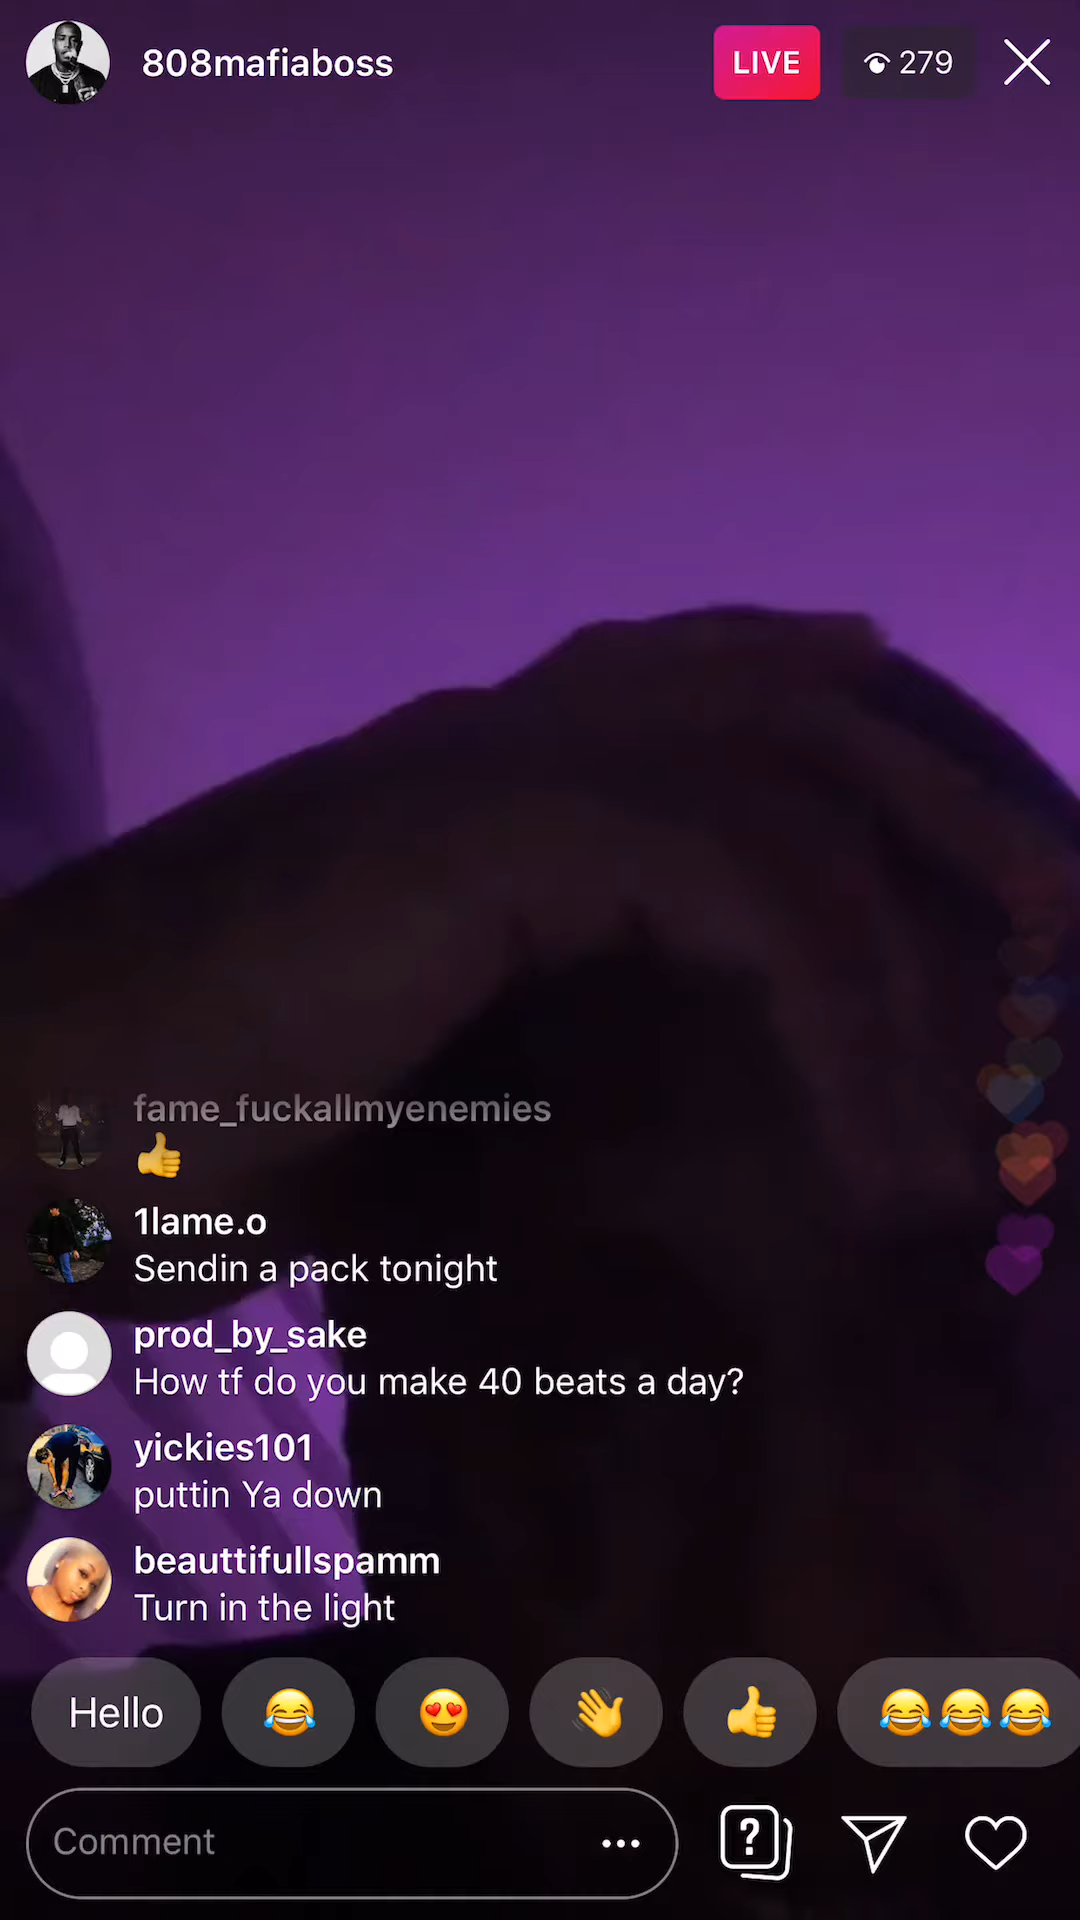 808mafiaboss
LIVE
279
fame_fuckallmyenemies
👍
1lame.o
Sendin a pack tonight
prod_by_sake
How tf do you make 40 beats a day?
yickies101
puttin Ya down
beauttifullspamm
Turn in the light
Hello 😂 😍 👋 👍 😂😂😂
Comment